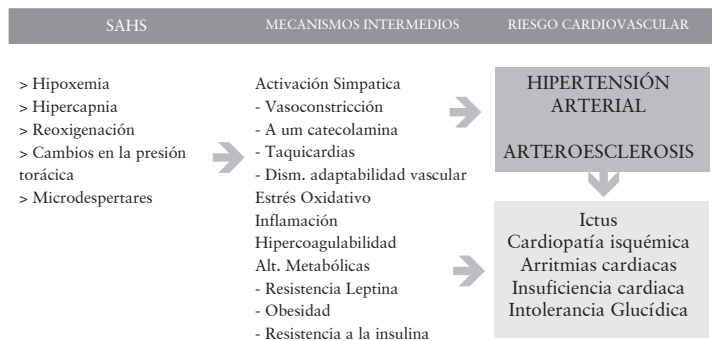 SAHS
MECANISMOS INTERMEDIOS
RIESGO CARDIOVASCULAR
> Hipoxemia
> Hipercapnia
> Reoxigenación
> Cambios en la presión
torácica
> Microdespertares
Activación Simpatica
- Vasoconstricción
- A um catecolamina
- Taquicardias
- Dism. adaptabilidad vascular
Estrés Oxidativo
Inflamación
Hipercoagulabilidad
Alt. Metabólicas
- Resistencia Leptina
- Obesidad
- Resistencia a la insulina
HIPERTENSIÓN
ARTERIAL
ARTEROESCLEROSIS
Ictus
Cardiopatía isquémica
Arritmias cardiacas
Insuficiencia cardiaca
Intolerancia Glucídica